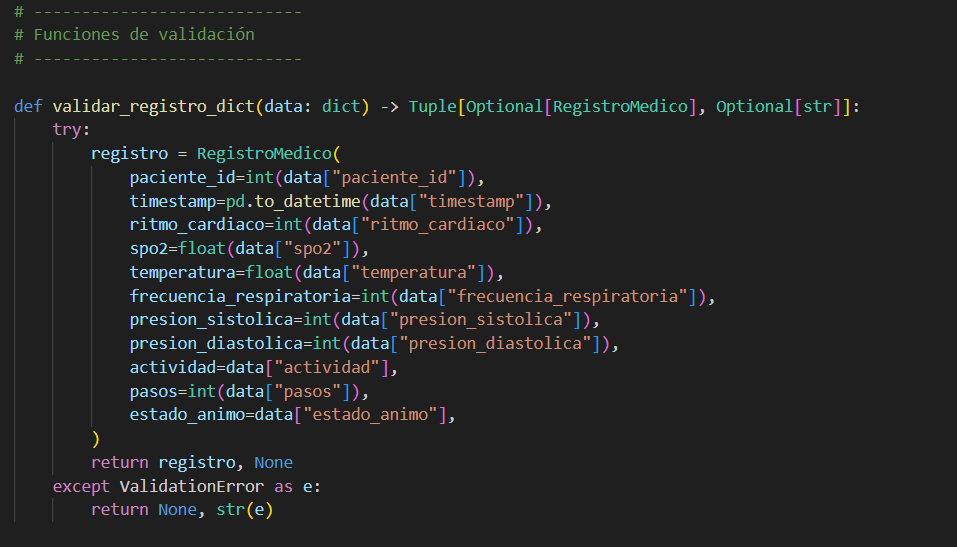 # ----------------------------
# Funciones de validación
# ----------------------------
def validar_registro_dict(data: dict) -> Tuple[Optional[RegistroMedico], Optional[str]]:
    try:
        registro = RegistroMedico(
            paciente_id=int(data["paciente_id"]),
            timestamp=pd.to_datetime(data["timestamp"]),
            ritmo_cardiaco=int(data["ritmo_cardiaco"]),
            spo2=float(data["spo2"]),
            temperatura=float(data["temperatura"]),
            frecuencia_respiratoria=int(data["frecuencia_respiratoria"]),
            presion_sistolica=int(data["presion_sistolica"]),
            presion_diastolica=int(data["presion_diastolica"]),
            actividad=data["actividad"],
            pasos=int(data["pasos"]),
            estado_animo=data["estado_animo"],
        )
        return registro, None
    except ValidationError as e:
        return None, str(e)